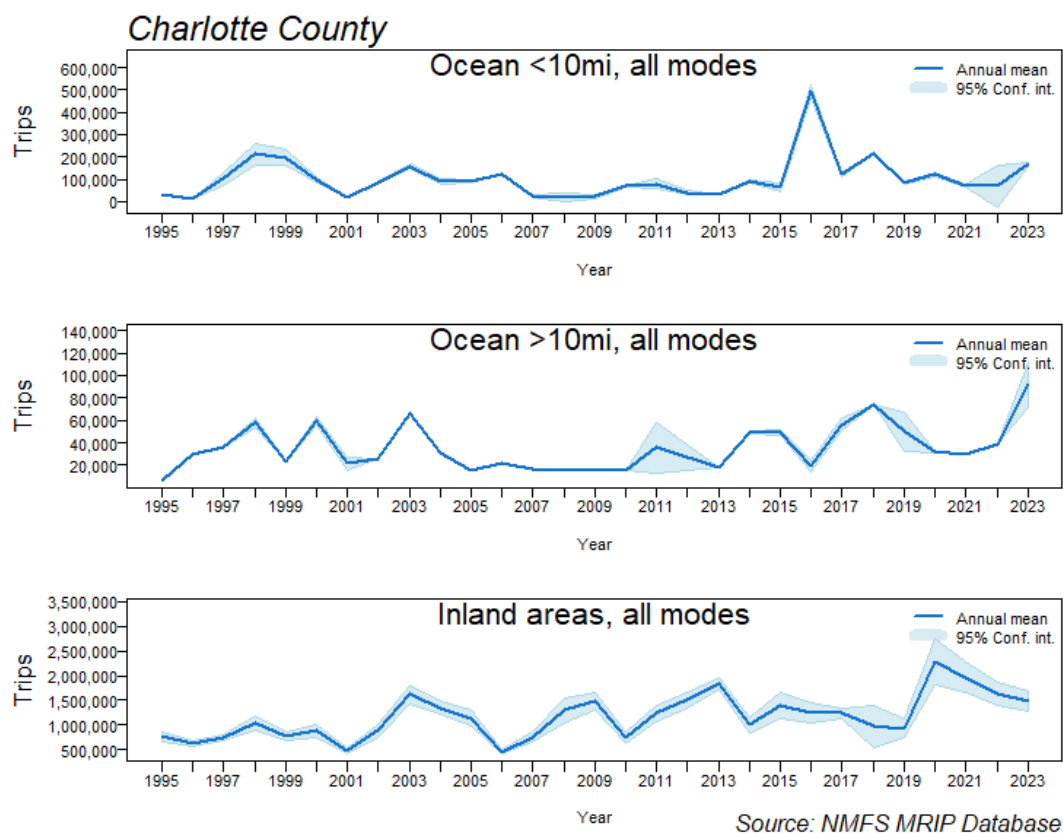 Charlotte County
Ocean <10mi, all modes
Annual mean
95% Conf. int.
Trips
600,000
500,000
400,000
300,000
200,000
100,000
0
1995 1997 1999 2001 2003 2005 2007 2009 2011 2013 2015 2017 2019 2021 2023
Year
Ocean >10mi, all modes
Annual mean
95% Conf. int.
Trips
140,000
120,000
100,000
80,000
60,000
40,000
20,000
1995 1997 1999 2001 2003 2005 2007 2009 2011 2013 2015 2017 2019 2021 2023
Year
Inland areas, all modes
Annual mean
95% Conf. int.
Trips
3,500,000
3,000,000
2,500,000
2,000,000
1,500,000
1,000,000
500,000
1995 1997 1999 2001 2003 2005 2007 2009 2011 2013 2015 2017 2019 2021 2023
Year
Source: NMFS MRIP Database